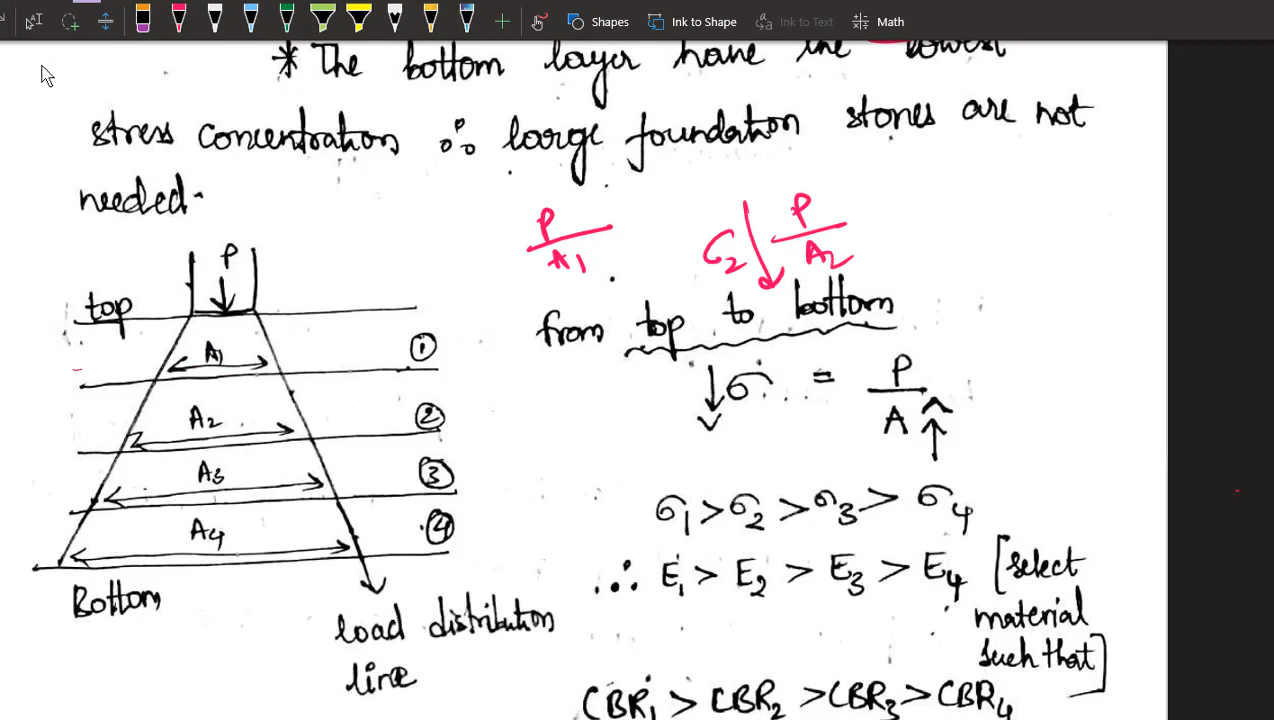 Shapes
Ink to Shape
Ink to Text
Math
* The bottom layer have the lowest
stress concentration ∴ large foundation stones are not
needed.
P/A1
σ2 ↓ P/A2
P
top
A1
①
A2
②
A3
③
A4
④
Bottom
load distribution
line
from top to bottom
↓σ = P/A ↑
σ1 > σ2 > σ3 > σ4
∴ E1 > E2 > E3 > E4 [select
material
such that]
CBR1 > CBR2 > CBR3 > CBR4